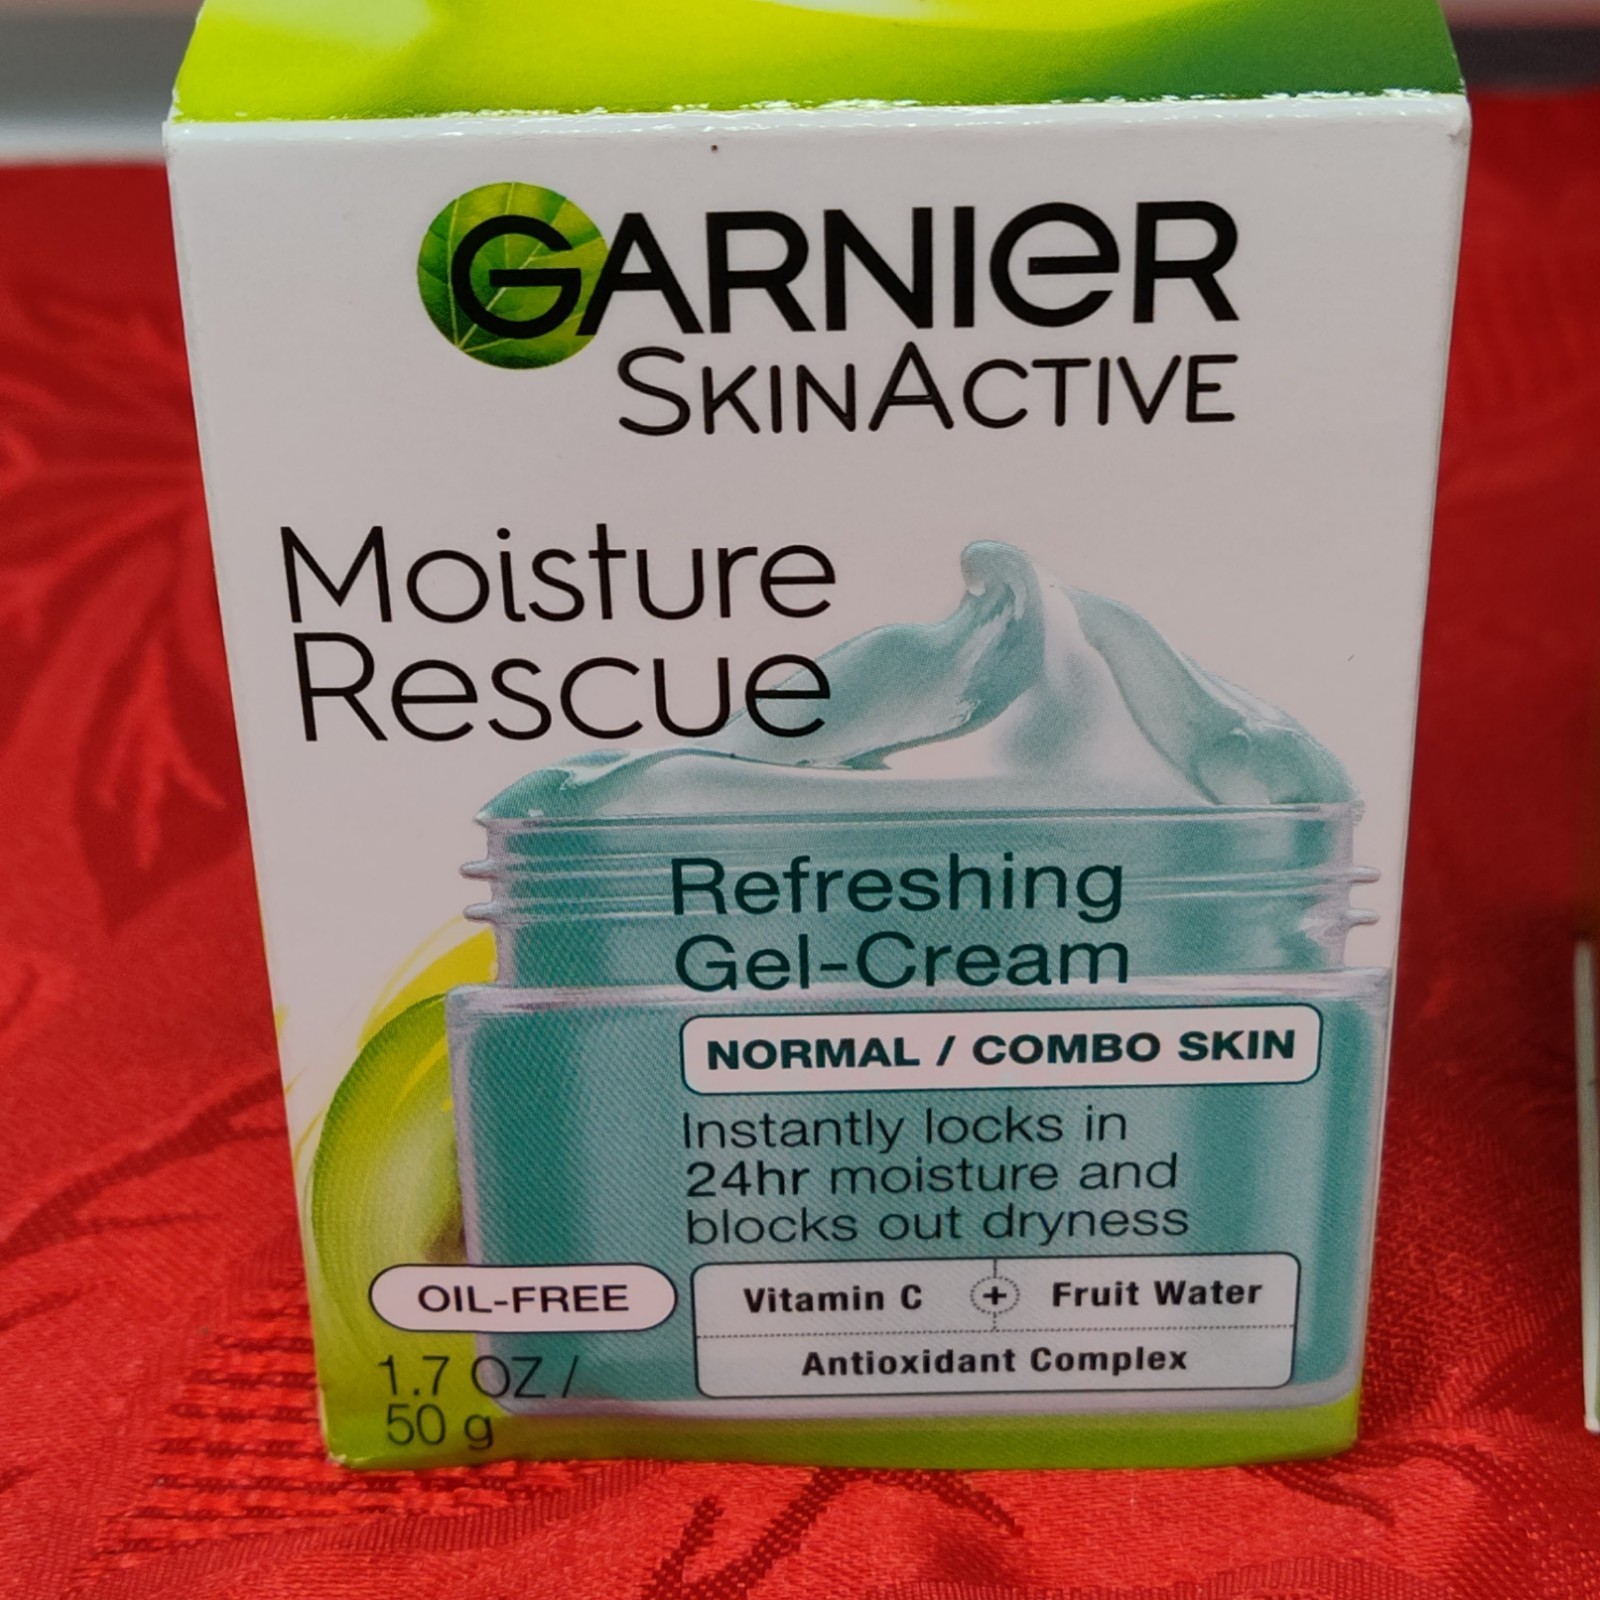 GARNIER
SKINACTIVE
Moisture
Rescue
Refreshing
Gel-Cream
NORMAL / COMBO SKIN
Instantly locks in
24hr moisture and
blocks out dryness
OIL-FREE
Vitamin C + Fruit Water
Antioxidant Complex
1.7 OZ /
50 g